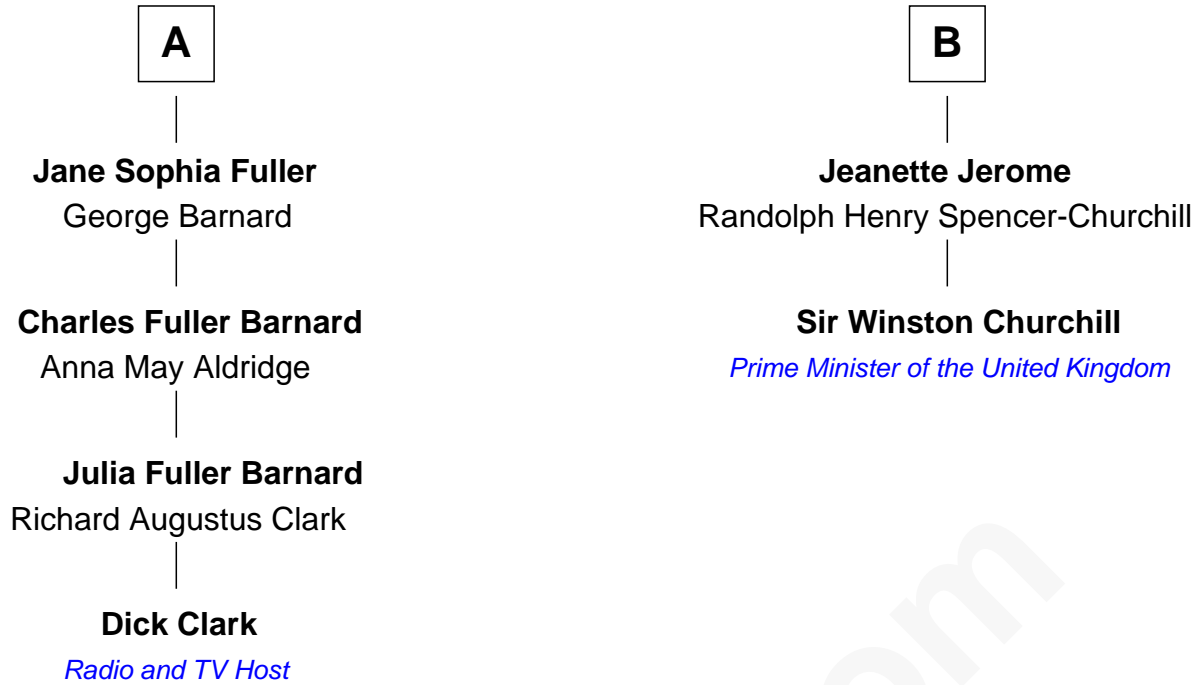 A
Jane Sophia Fuller
George Barnard
Charles Fuller Barnard
Anna May Aldridge
Julia Fuller Barnard
Richard Augustus Clark
Dick Clark
Radio and TV Host
B
Jeanette Jerome
Randolph Henry Spencer-Churchill
Sir Winston Churchill
Prime Minister of the United Kingdom
om